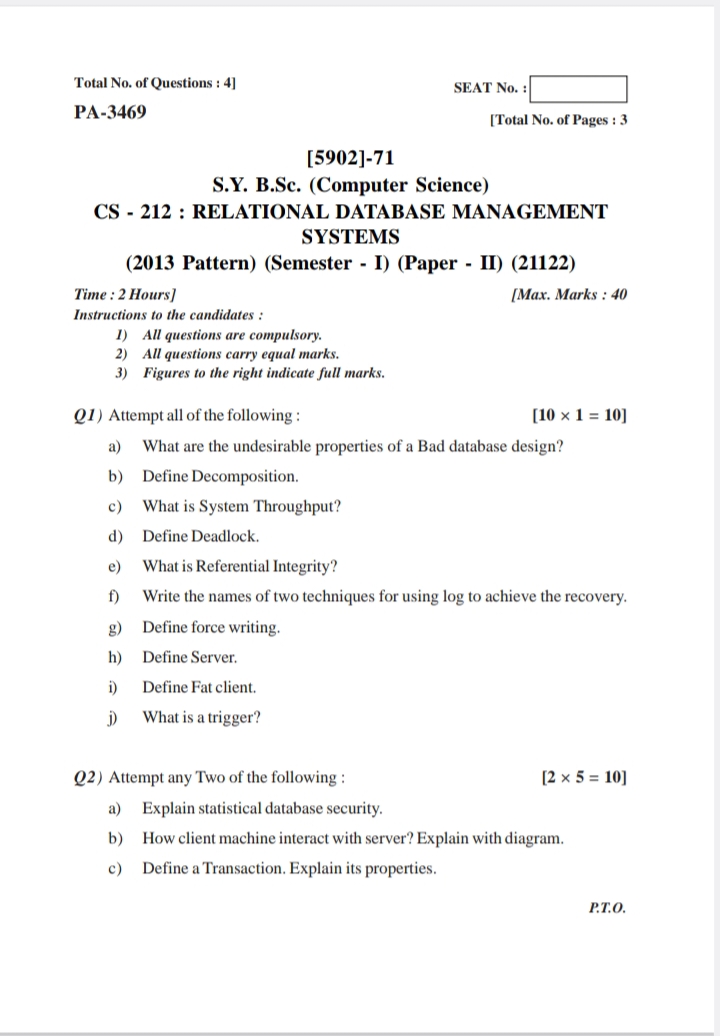 Total No. of Questions : 4]
SEAT No. :
PA-3469
[Total No. of Pages : 3
[5902]-71
S.Y. B.Sc. (Computer Science)
CS - 212 : RELATIONAL DATABASE MANAGEMENT
SYSTEMS
(2013 Pattern) (Semester - I) (Paper - II) (21122)
Time : 2 Hours] [Max. Marks : 40
Instructions to the candidates :
1) All questions are compulsory.
2) All questions carry equal marks.
3) Figures to the right indicate full marks.
Q1) Attempt all of the following : [10 × 1 = 10]
a) What are the undesirable properties of a Bad database design?
b) Define Decomposition.
c) What is System Throughput?
d) Define Deadlock.
e) What is Referential Integrity?
f) Write the names of two techniques for using log to achieve the recovery.
g) Define force writing.
h) Define Server.
i) Define Fat client.
j) What is a trigger?
Q2) Attempt any Two of the following : [2 × 5 = 10]
a) Explain statistical database security.
b) How client machine interact with server? Explain with diagram.
c) Define a Transaction. Explain its properties.
P.T.O.